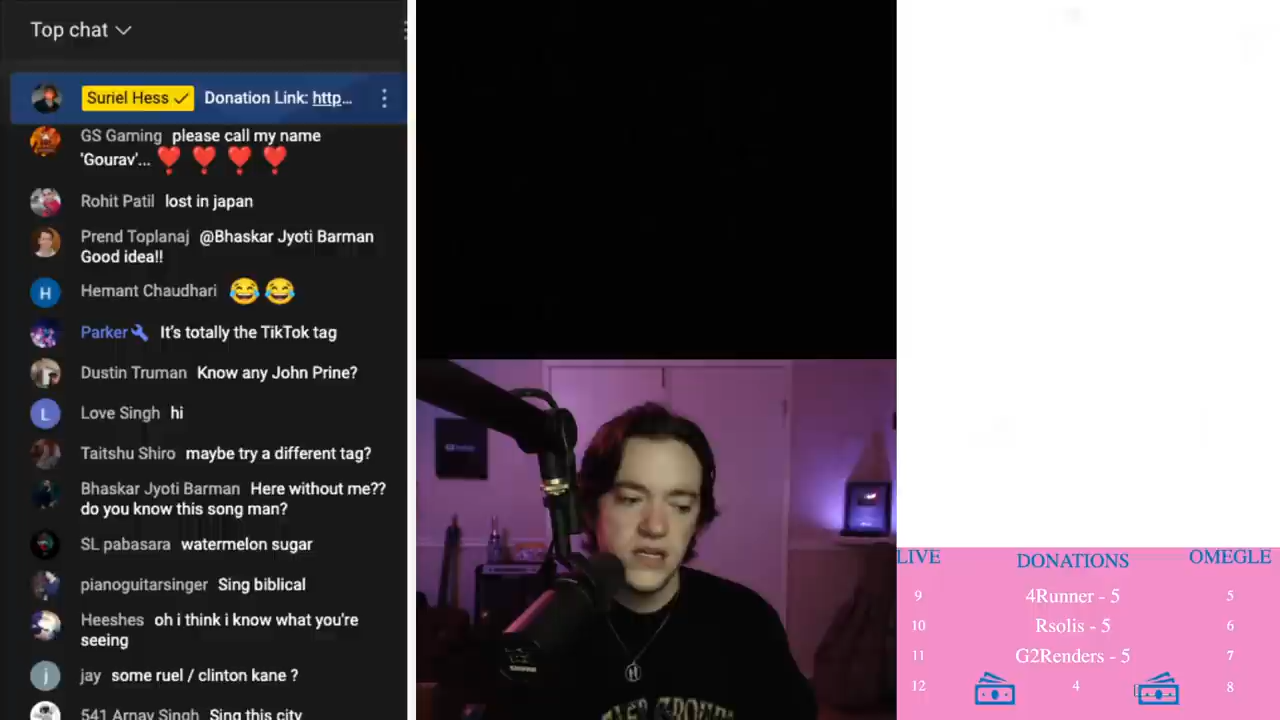 Top chat
Suriel Hess Donation Link: http...
GS Gaming please call my name
'Gourav'...
Rohit Patil lost in japan
Prend Toplanaj @Bhaskar Jyoti Barman
Good idea!!
H Hemant Chaudhari
Parker It's totally the TikTok tag
Dustin Truman Know any John Prine?
L Love Singh hi
Taitshu Shiro maybe try a different tag?
Bhaskar Jyoti Barman Here without me??
do you know this song man?
SL pabasara watermelon sugar
pianoguitarsinger Sing biblical
Heeshes oh i think i know what you're
seeing
j jay some ruel / clinton kane ?
541 Arnav Singh Sing this city
LIVE DONATIONS OMEGLE
9 4Runner - 5 5
10 Rsolis - 5 6
11 G2Renders - 5 7
12 4 8